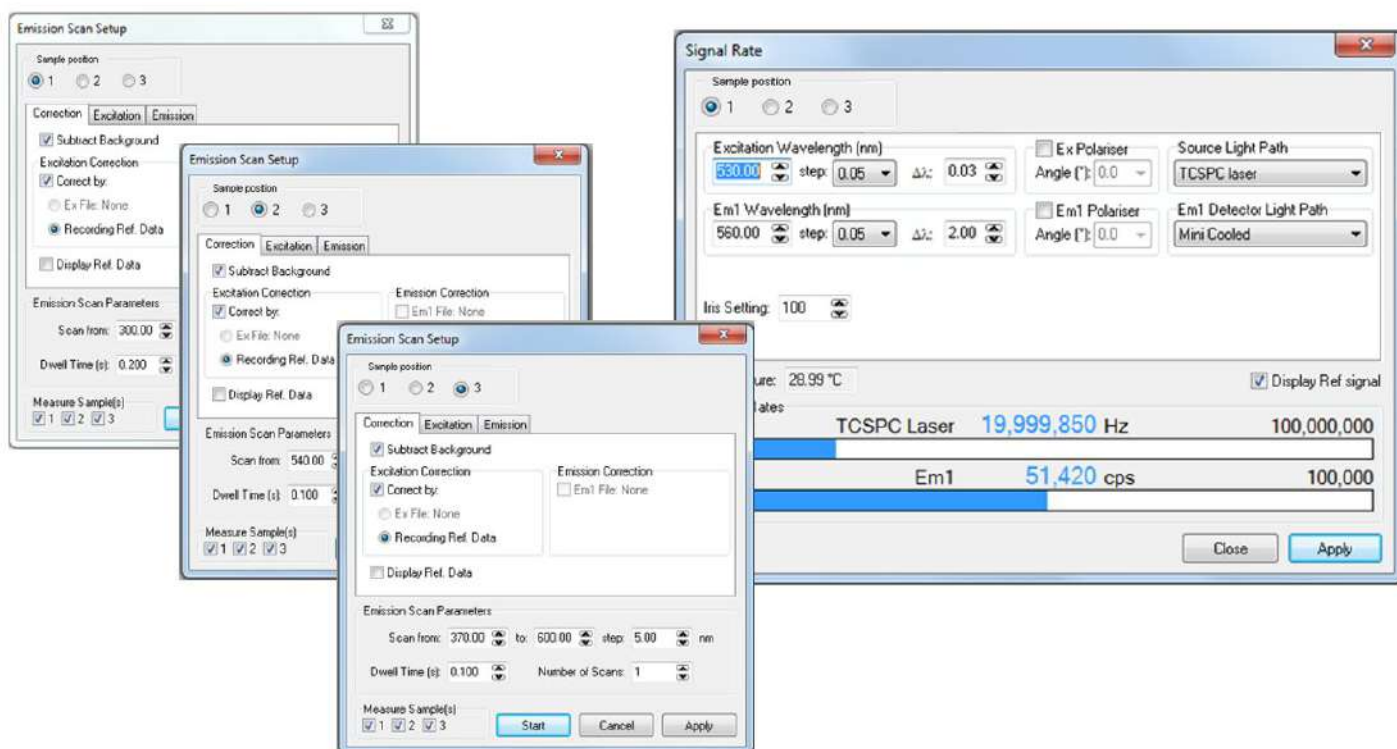 Emission Scan Setup
Sample position
1 2 3
Correction Excitation Emission
Subtract Background
Excitation Correction
Correct by:
Ex File: None
Recording Ref. Data
Display Ref. Data
Emission Scan Parameters
Scan from: 300.00
Dwell Time (s): 0.200
Measure Sample(s)
1 2 3
Emission Scan Setup
Sample position
1 2 3
Correction Excitation Emission
Subtract Background
Excitation Correction Emission Correction
Correct by: Em1 File: None
Ex File: None
Recording Ref. Data
Display Ref. Data
Emission Scan Parameters
Scan from: 540.00
Dwell Time (s): 0.100
Measure Sample(s)
1 2 3
Emission Scan Setup
Sample position
1 2 3
Correction Excitation Emission
Subtract Background
Excitation Correction Emission Correction
Correct by: Em1 File: None
Ex File: None
Recording Ref. Data
Display Ref. Data
Emission Scan Parameters
Scan from: 370.00 to: 600.00 step: 5.00 nm
Dwell Time (s): 0.100 Number of Scans: 1
Measure Sample(s)
1 2 3 Start Cancel Apply
Signal Rate
Sample position
1 2 3
Excitation Wavelength (nm) Ex Polariser Source Light Path
530.00 step: 0.05 Δλ: 0.03 Angle (°): 0.0 TCSPC laser
Em1 Wavelength (nm) Em1 Polariser Em1 Detector Light Path
560.00 step: 0.05 Δλ: 2.00 Angle (°): 0.0 Mini Cooled
Iris Setting: 100
ure: 28.99 °C Display Ref signal
ates
TCSPC Laser 19,999,850 Hz 100,000,000
Em1 51,420 cps 100,000
Close Apply